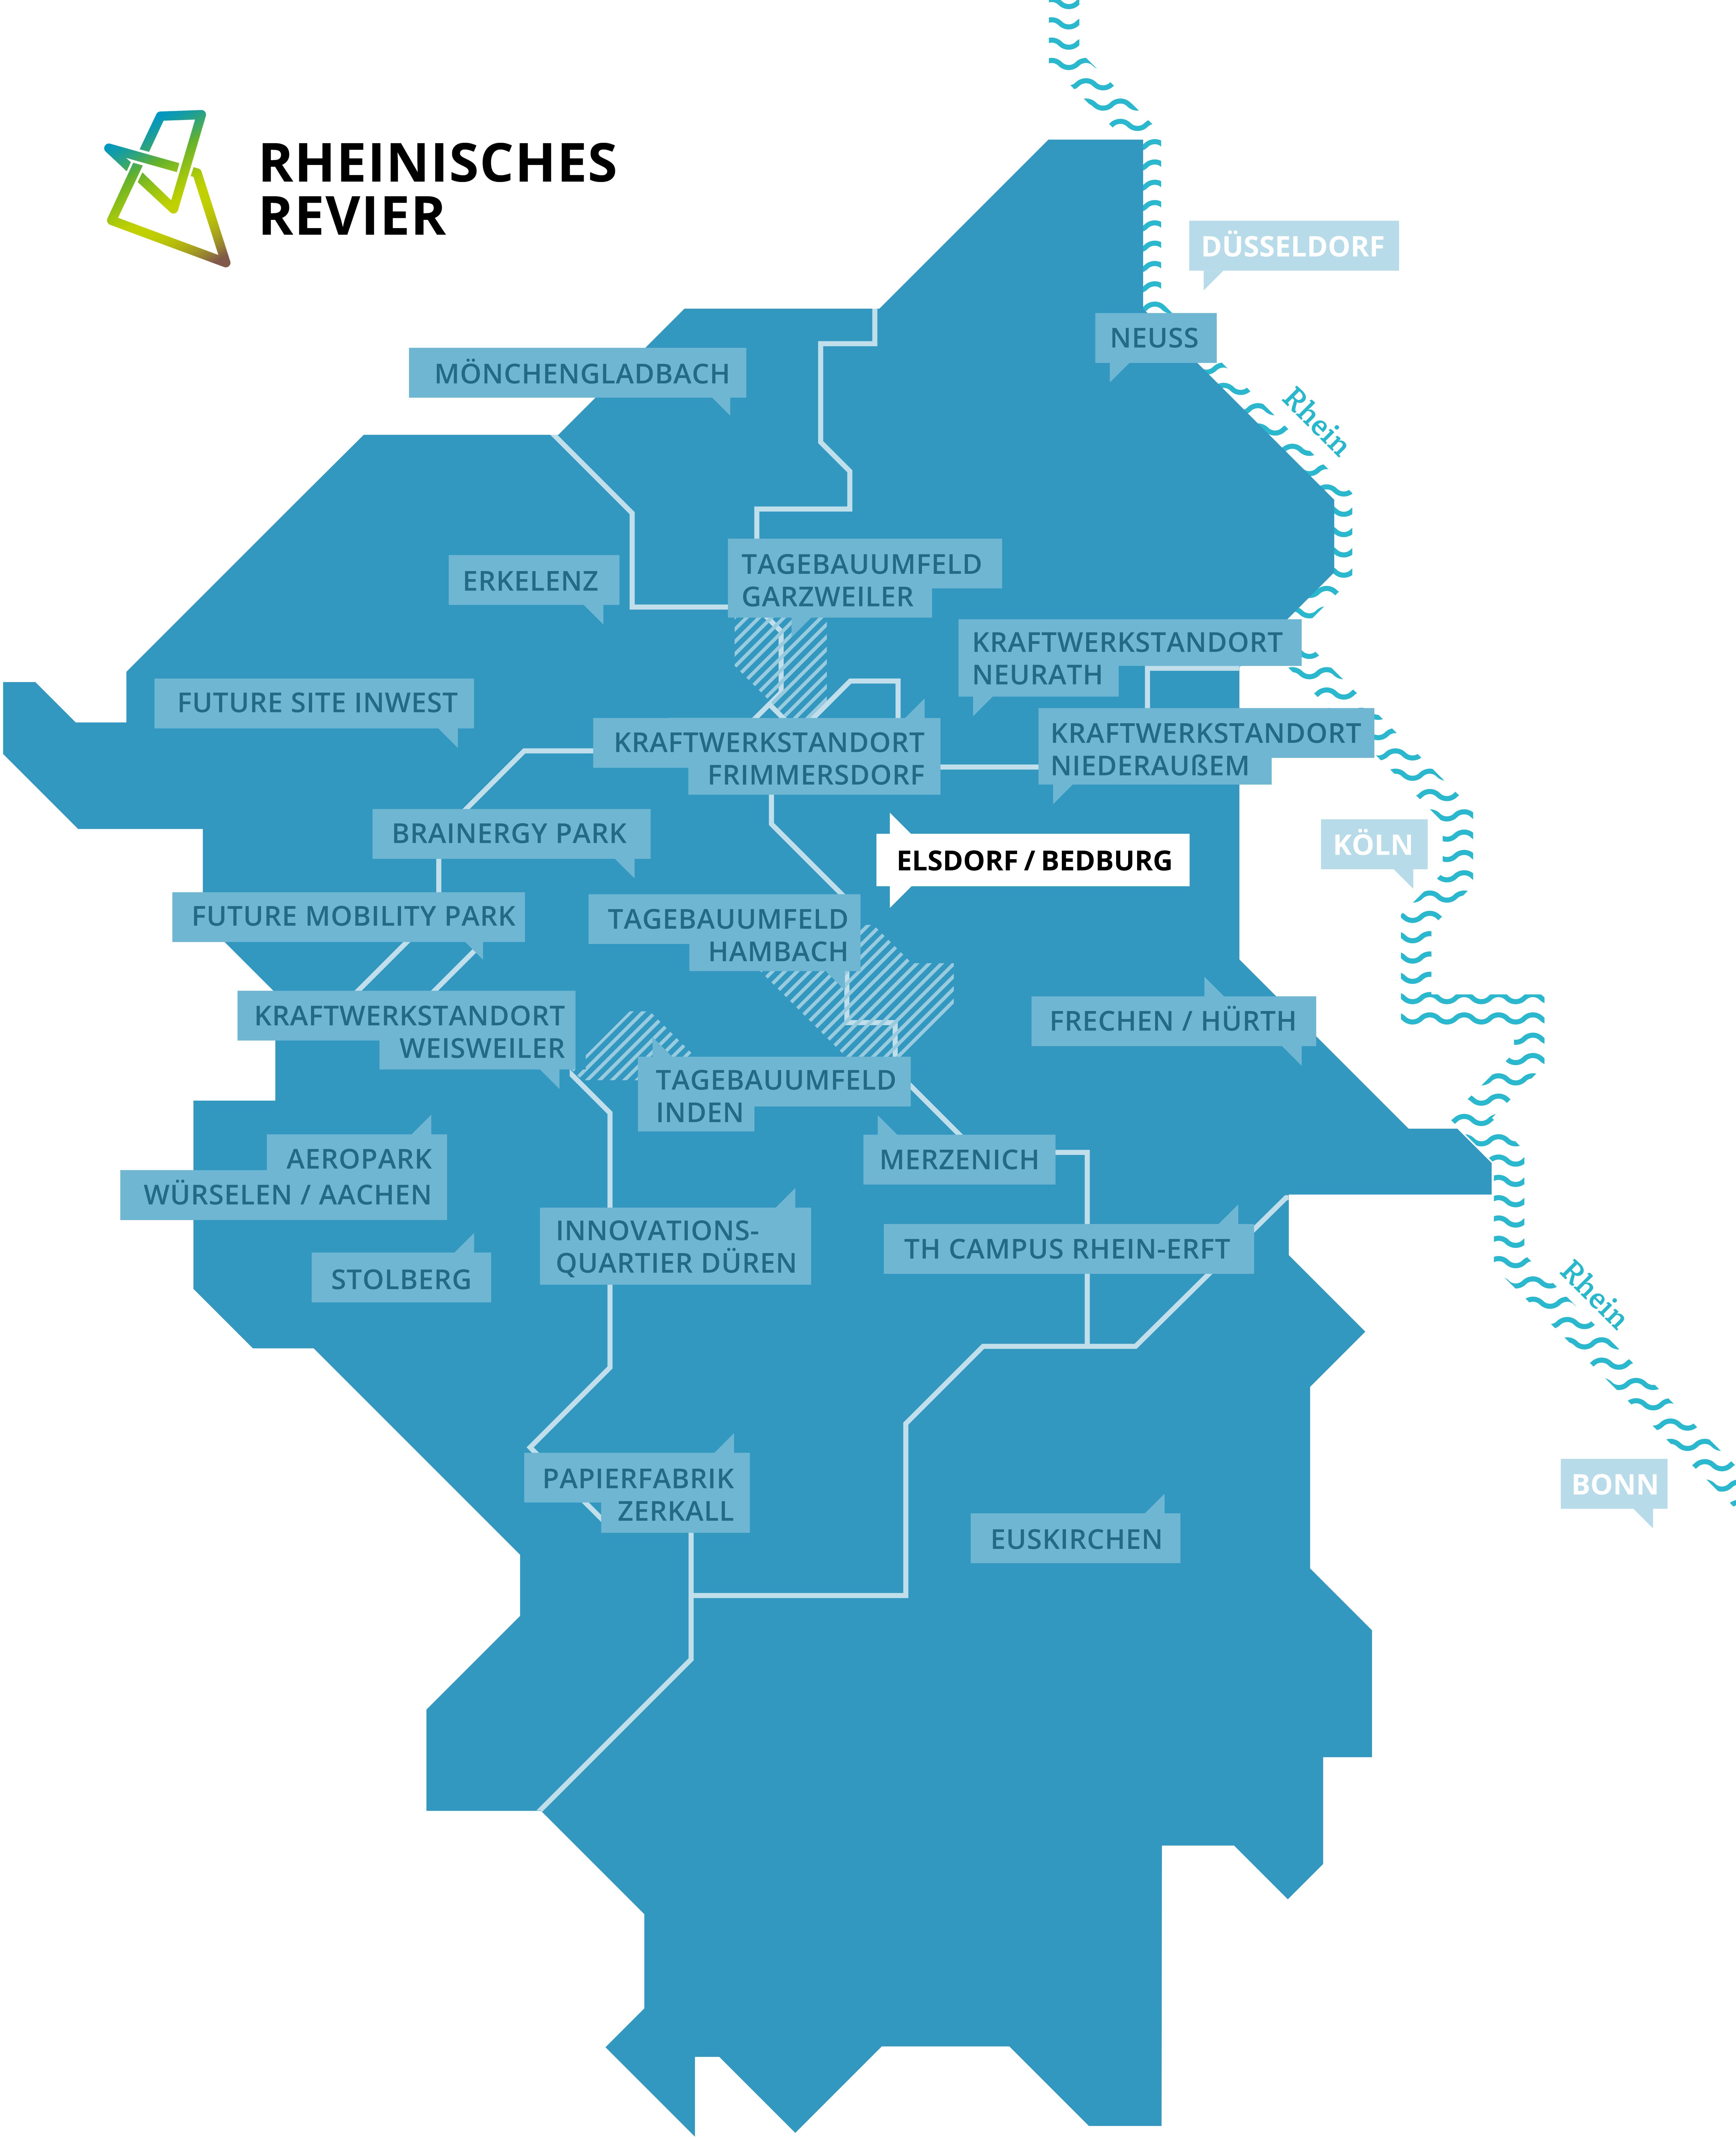 RHEINISCHES
REVIER
DÜSSELDORF
NEUSS
MÖNCHENGLADBACH
Rhein
ERKELENZ
TAGEBAUUMFELD
GARZWEILER
KRAFTWERKSTANDORT
NEURATH
FUTURE SITE INWEST
KRAFTWERKSTANDORT
FRIMMERSDORF
KRAFTWERKSTANDORT
NIEDERAUßEM
BRAINERGY PARK
ELSDORF / BEDBURG
KÖLN
FUTURE MOBILITY PARK
TAGEBAUUMFELD
HAMBACH
KRAFTWERKSTANDORT
WEISWEILER
FRECHEN / HÜRTH
TAGEBAUUMFELD
INDEN
AEROPARK
WÜRSELEN / AACHEN
MERZENICH
INNOVATIONS-
QUARTIER DÜREN
TH CAMPUS RHEIN-ERFT
STOLBERG
Rhein
PAPIERFABRIK
ZERKALL
BONN
EUSKIRCHEN